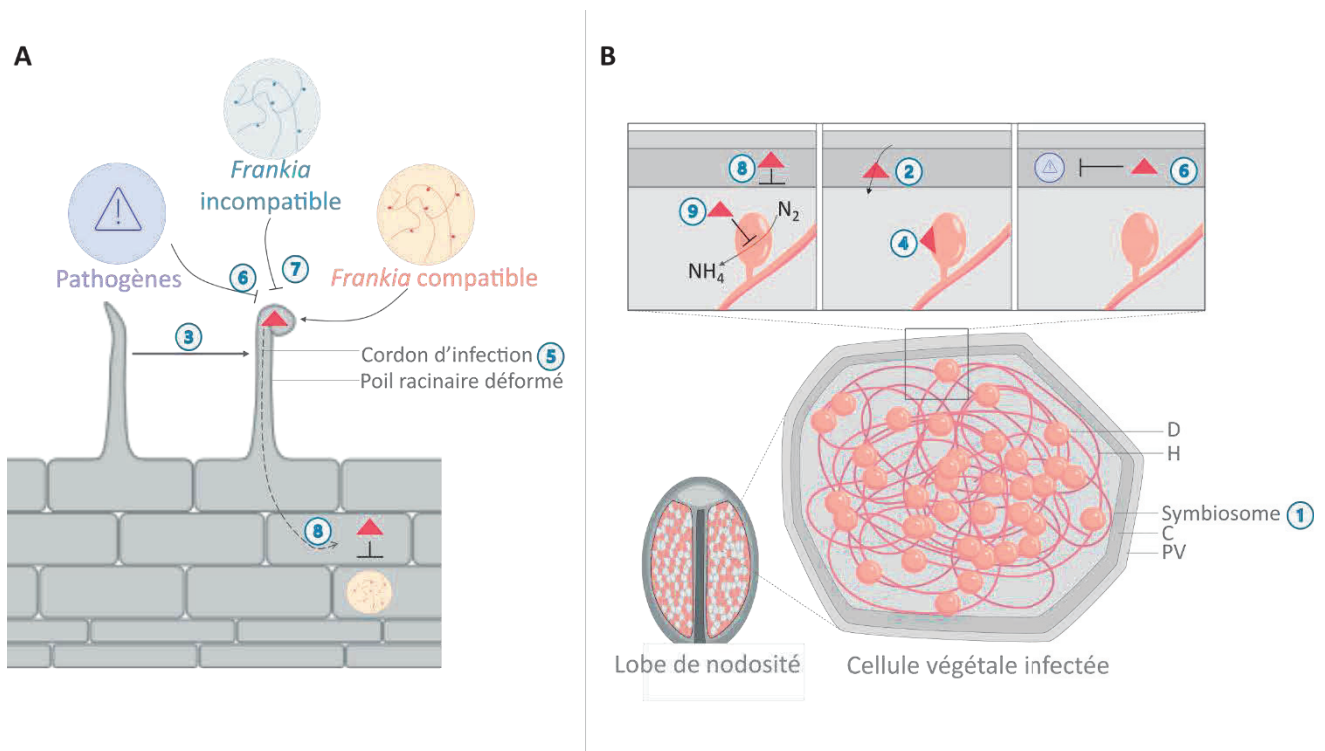 A
Frankia
incompatible
Pathogènes
Frankia compatible
6
7
3
Cordon d'infection 5
Poil racinaire déformé
8
B
8
9
N2
NH4
2
4
6
D
H
Symbiosome 1
C
PV
Lobe de nodosité
Cellule végétale infectée